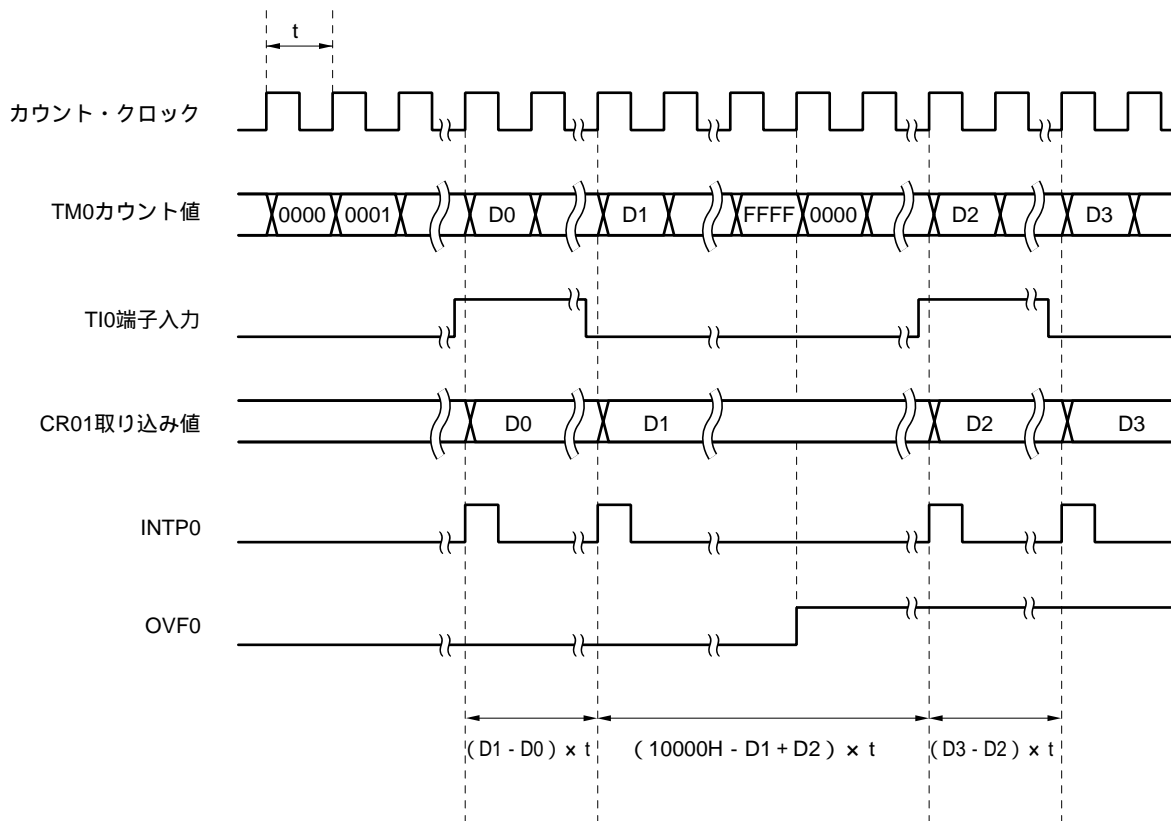 t
カウント・クロック
TM0カウント値
0000 0001 D0 D1 FFFF 0000 D2 D3
TI0端子入力
CR01取り込み値
D0 D1 D2 D3
INTP0
OVF0
(D1 - D0) × t (10000H - D1 + D2) × t (D3 - D2) × t